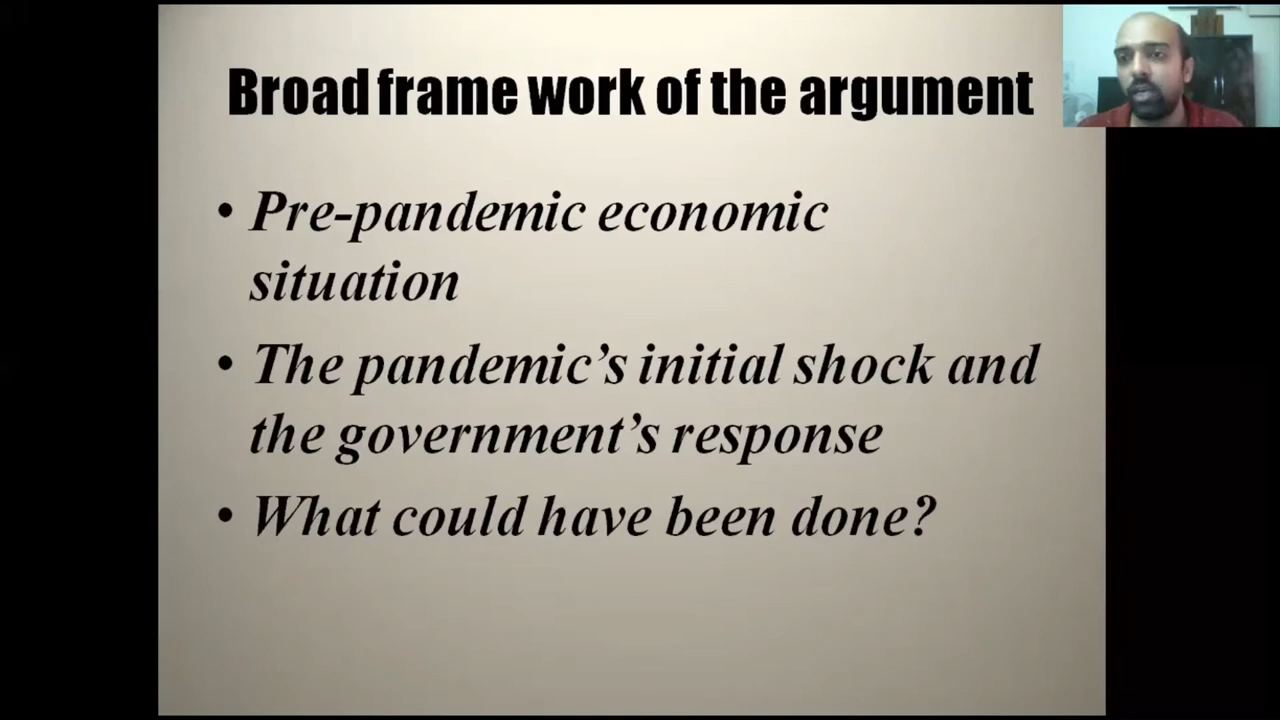 Broad frame work of the argument
• Pre-pandemic economic
situation
• The pandemic’s initial shock and
the government’s response
• What could have been done?